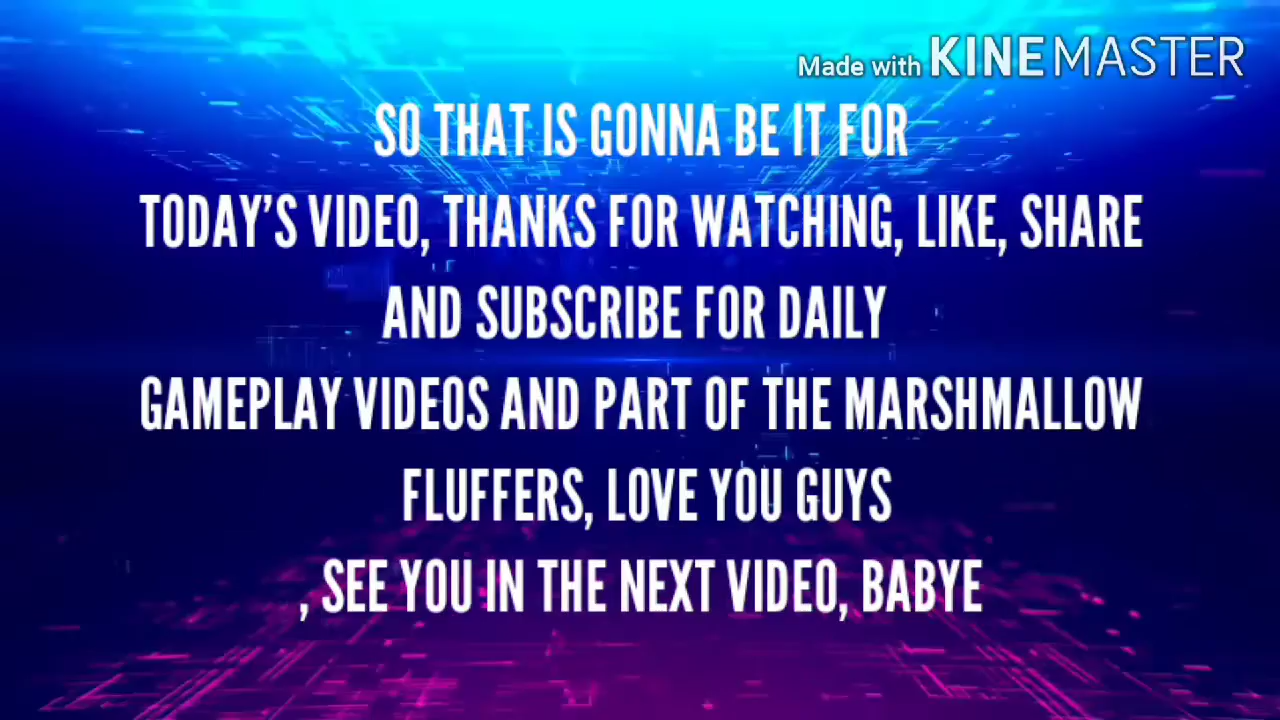 Made with KINEMASTER
SO THAT IS GONNA BE IT FOR
TODAY'S VIDEO, THANKS FOR WATCHING, LIKE, SHARE
AND SUBSCRIBE FOR DAILY
GAMEPLAY VIDEOS AND PART OF THE MARSHMALLOW
FLUFFERS, LOVE YOU GUYS
, SEE YOU IN THE NEXT VIDEO, BABYE